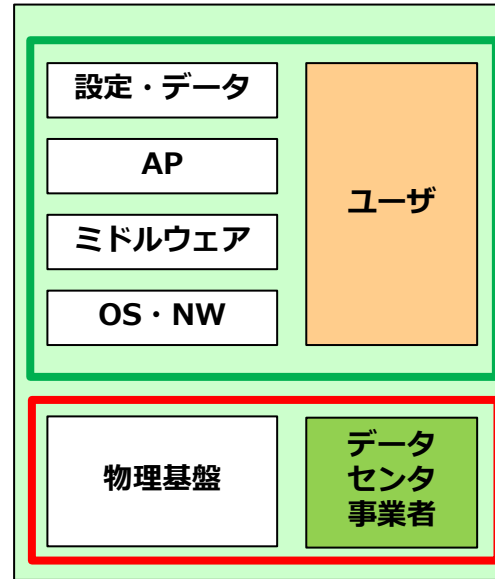 設定・データ
AP
ミドルウェア
OS・NW
ユーザ
物理基盤
データ
センタ
事業者